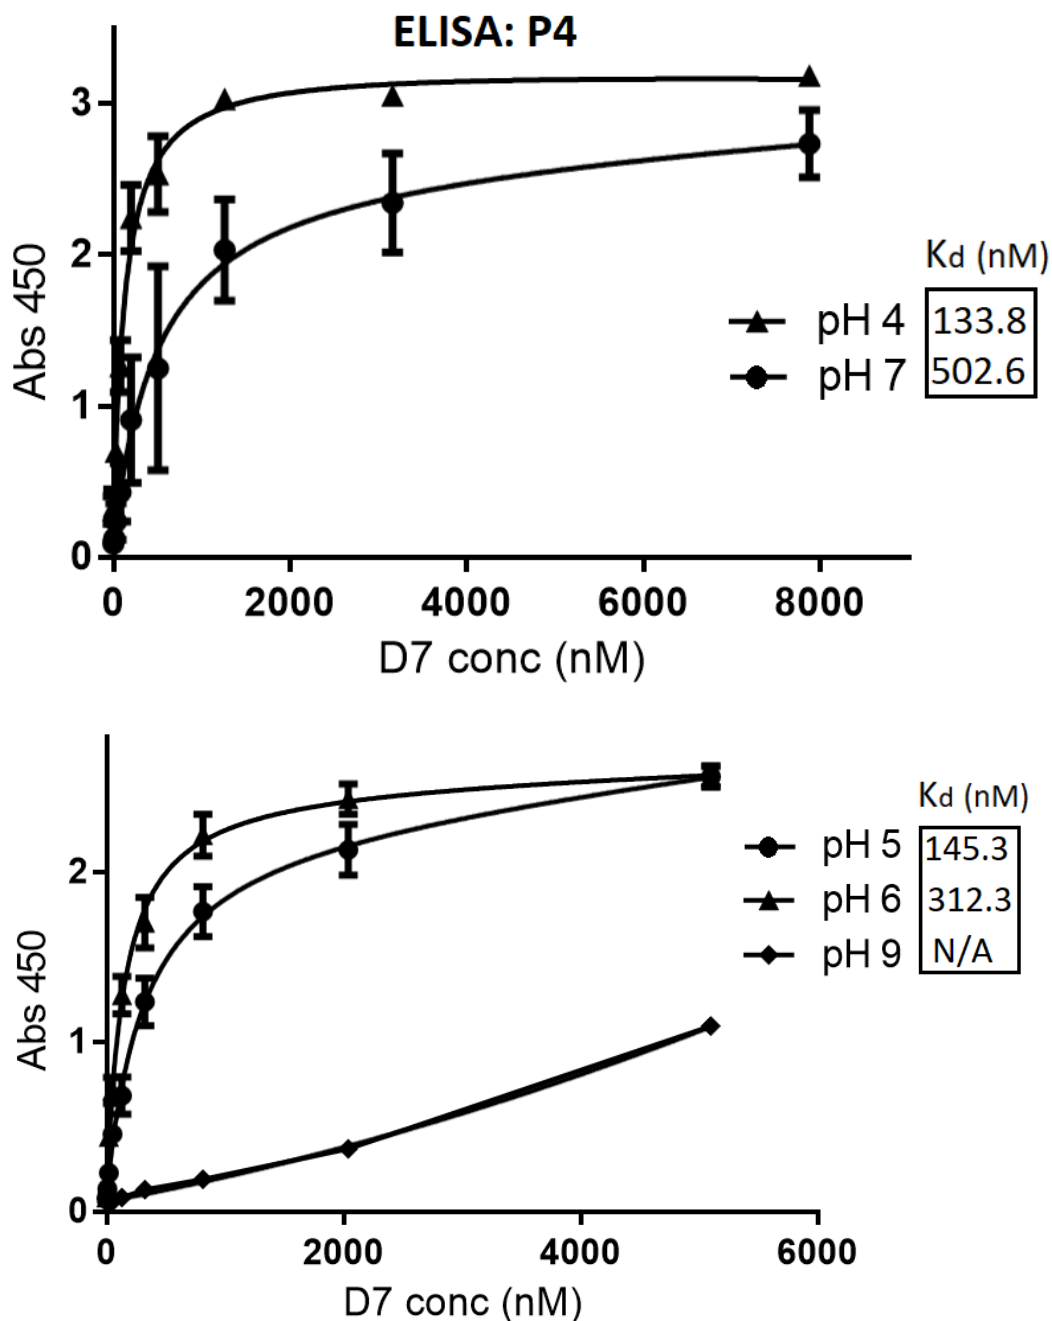 ELISA: P4
3
2
1
0
Abs 450
0 2000 4000 6000 8000
D7 conc (nM)
Kd (nM)
pH 4 133.8
pH 7 502.6
2
1
0
Abs 450
0 2000 4000 6000
D7 conc (nM)
Kd (nM)
pH 5 145.3
pH 6 312.3
pH 9 N/A